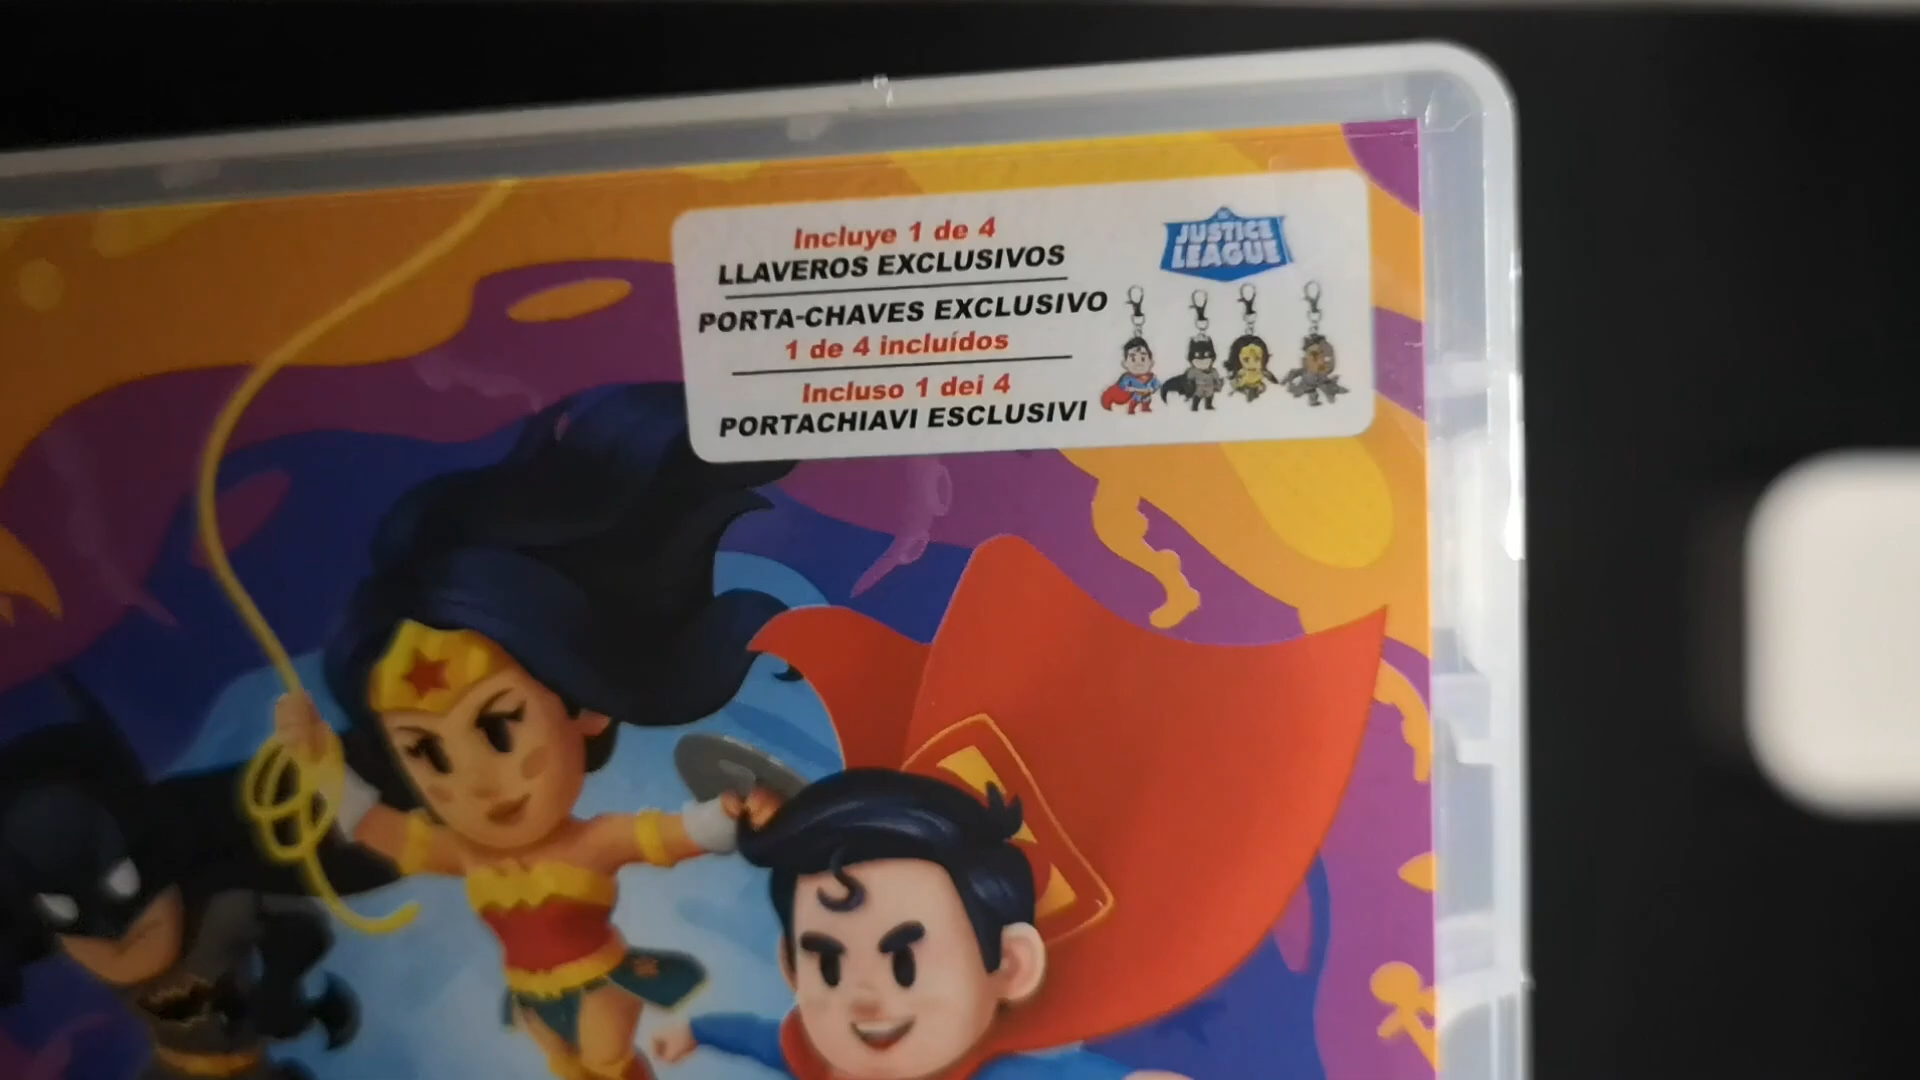 Incluye 1 de 4
LLAVEROS EXCLUSIVOS
PORTA-CHAVES EXCLUSIVO
1 de 4 incluídos
Incluso 1 dei 4
PORTACHIAVI ESCLUSIVI
JUSTICE
LEAGUE